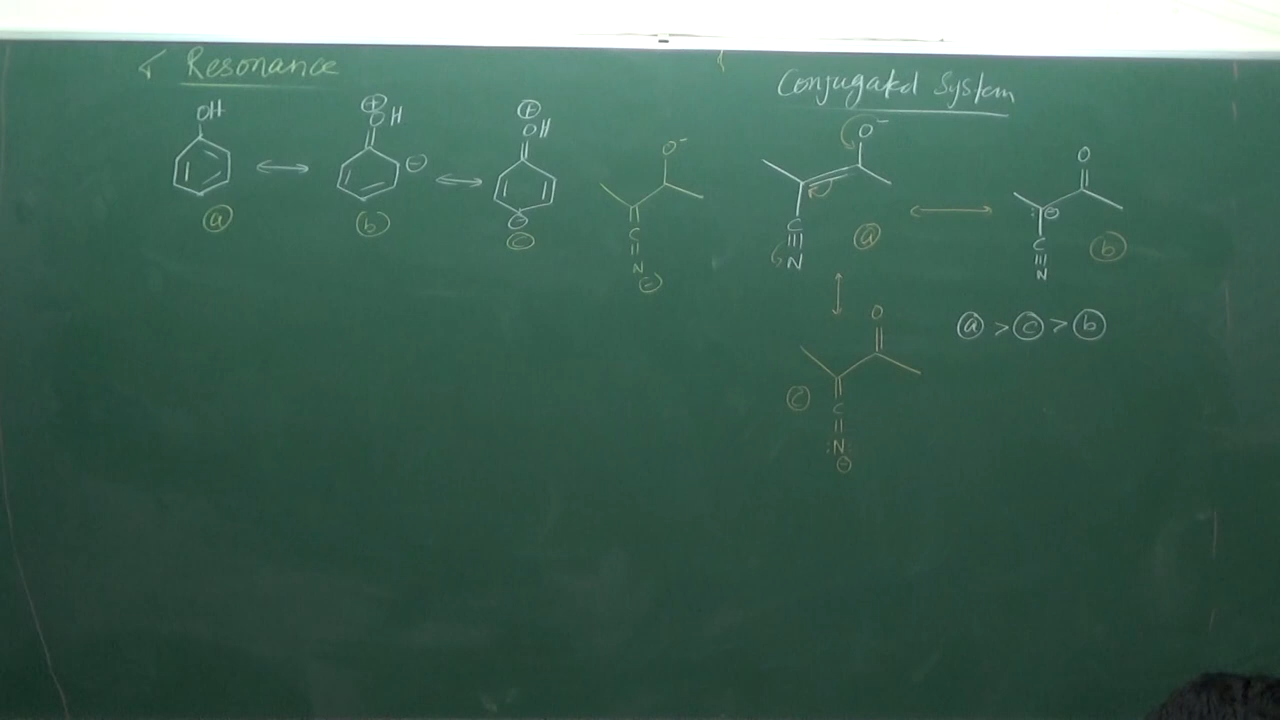 Resonance
OH
⊕
OH
⊖
⊕
OH
⊖
a
b
c
O⁻
C
N
⊖
Conjugated System
O⁻
C
N
a
O
⊖
C
N
b
O
C
N
⊖
c
a > c > b